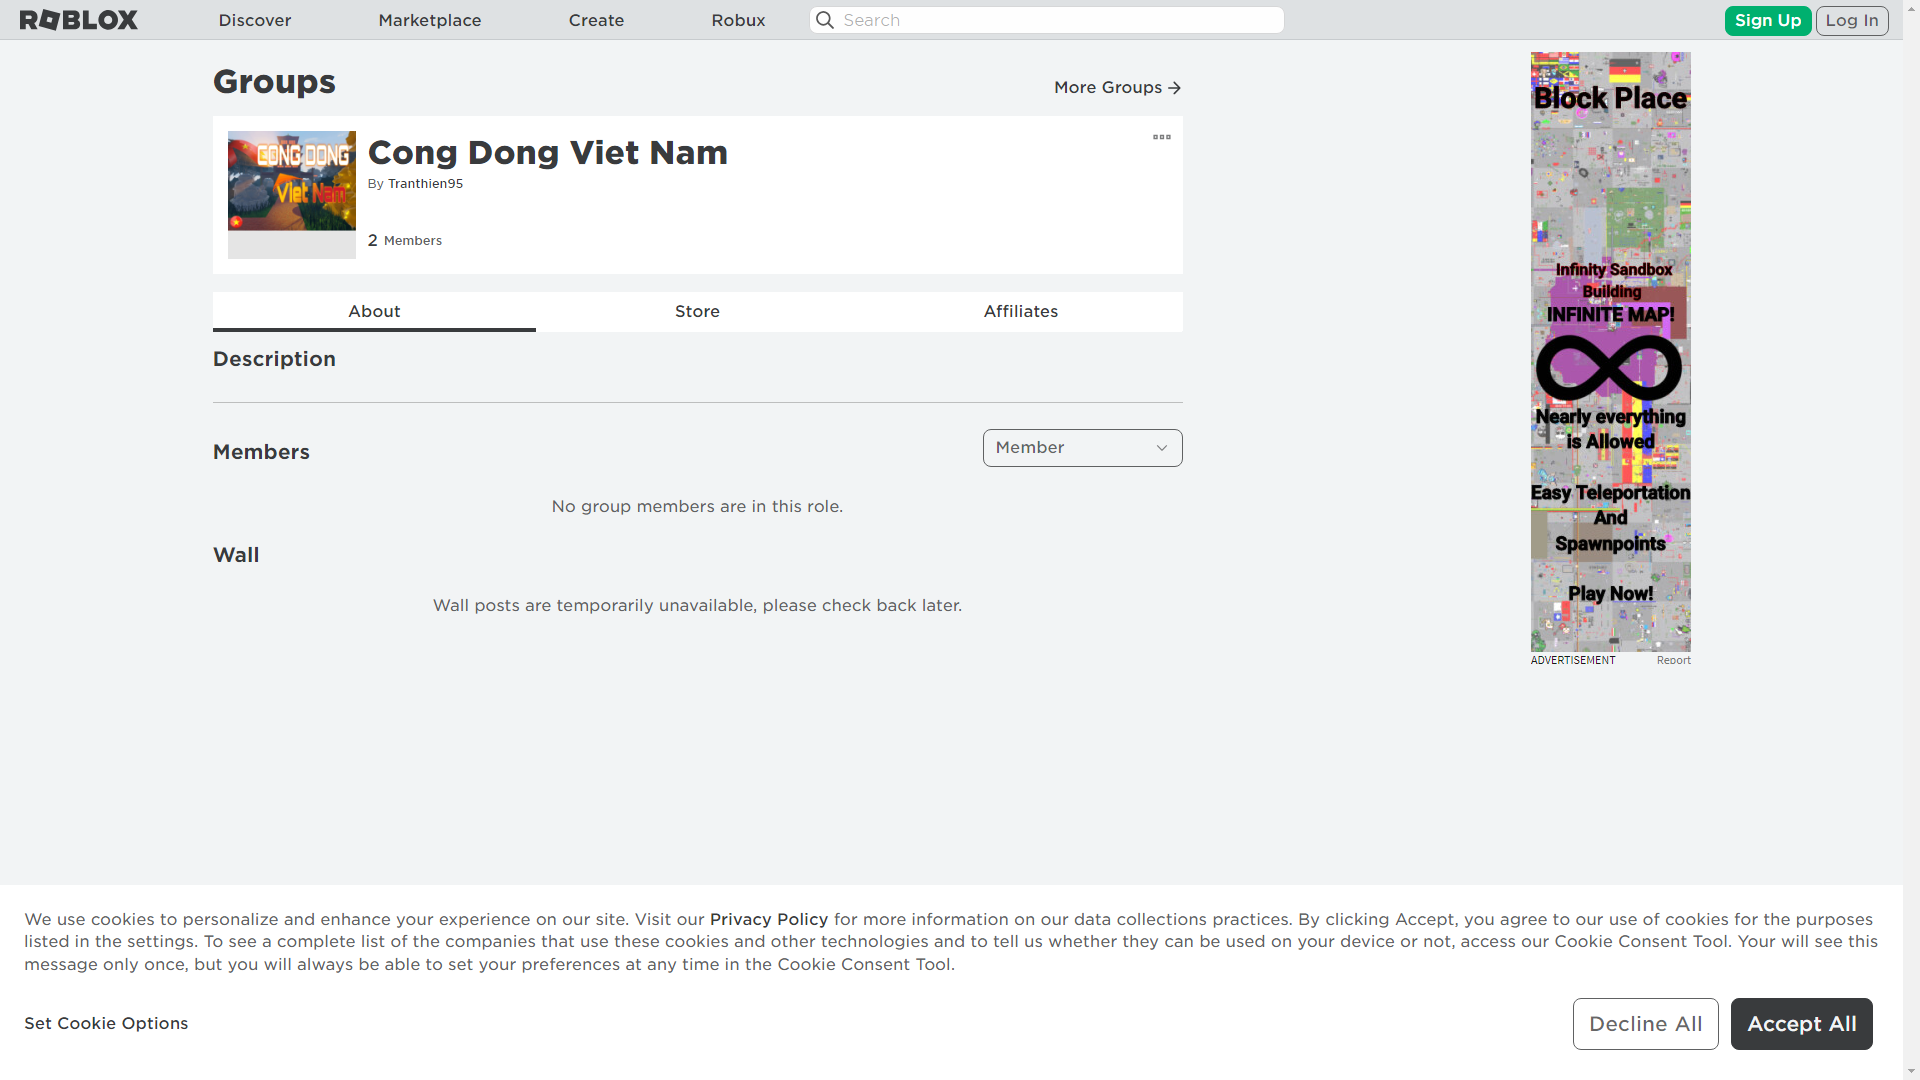 ROBLOX
Discover
Marketplace
Create
Robux
Search
Sign Up
Log In
Groups
More Groups
CONG DONG
Viet Nam
Cong Dong Viet Nam
By Tranthien95
2 Members
About
Store
Affiliates
Description
Members
Member
No group members are in this role.
Wall
Wall posts are temporarily unavailable, please check back later.
Block Place
Infinity Sandbox
Building
INFINITE MAP!
Nearly everything
is Allowed
Easy Teleportation
And
Spawnpoints
Play Now!
ADVERTISEMENT
Report
We use cookies to personalize and enhance your experience on our site. Visit our Privacy Policy for more information on our data collections practices. By clicking Accept, you agree to our use of cookies for the purposes
listed in the settings. To see a complete list of the companies that use these cookies and other technologies and to tell us whether they can be used on your device or not, access our Cookie Consent Tool. Your will see this
message only once, but you will always be able to set your preferences at any time in the Cookie Consent Tool.
Set Cookie Options
Decline All
Accept All